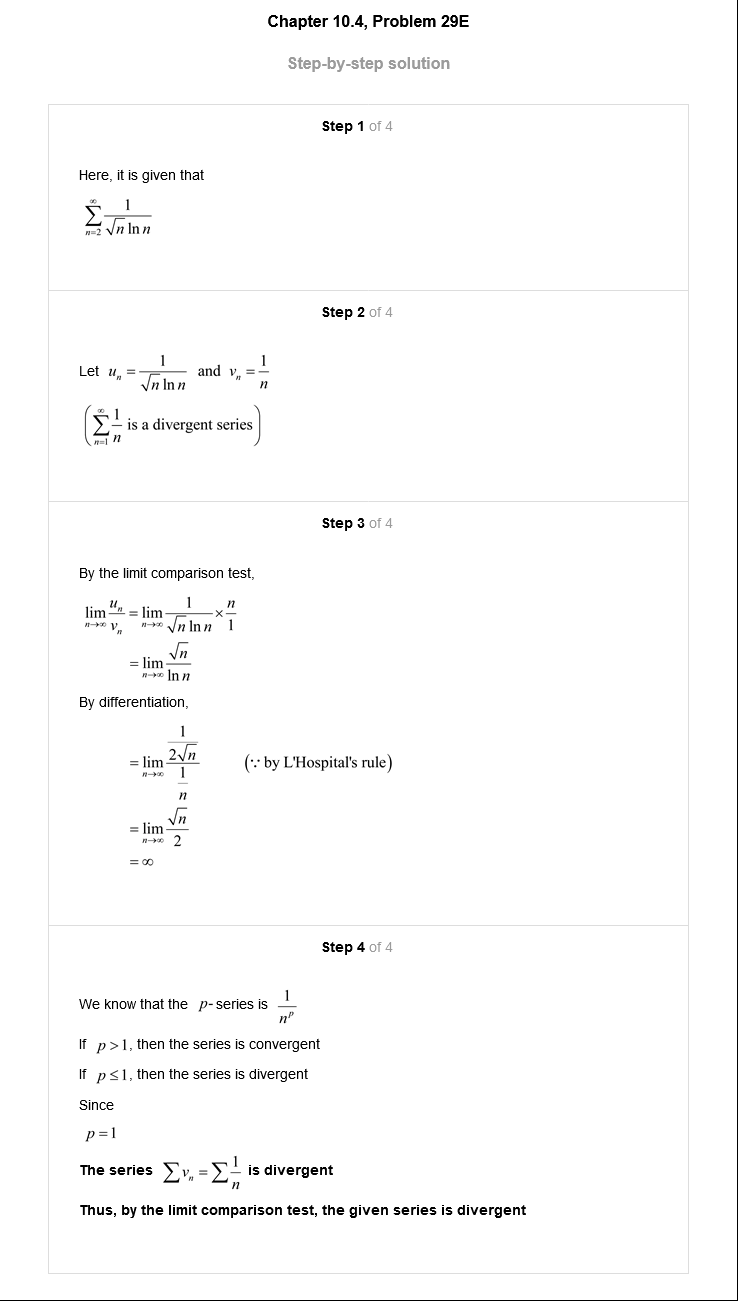 Chapter 10.4, Problem 29E
Step-by-step solution
Step 1 of 4
Here, it is given that
$\sum_{n=2}^{\infty} \frac{1}{\sqrt{n} \ln n}$
Step 2 of 4
Let $u_n = \frac{1}{\sqrt{n} \ln n}$ and $v_n = \frac{1}{n}$
$\left( \sum_{n=1}^{\infty} \frac{1}{n} \text{ is a divergent series} \right)$
Step 3 of 4
By the limit comparison test,
$\lim_{n \to \infty} \frac{u_n}{v_n} = \lim_{n \to \infty} \frac{1}{\sqrt{n} \ln n} \times \frac{n}{1}$
$= \lim_{n \to \infty} \frac{\sqrt{n}}{\ln n}$
By differentiation,
$= \lim_{n \to \infty} \frac{\frac{1}{2\sqrt{n}}}{\frac{1}{n}}$ (∵ by L'Hospital's rule)
$= \lim_{n \to \infty} \frac{\sqrt{n}}{2}$
$= \infty$
Step 4 of 4
We know that the $p$- series is $\frac{1}{n^p}$
If $p > 1$, then the series is convergent
If $p \leq 1$, then the series is divergent
Since
$p = 1$
The series $\sum v_n = \sum \frac{1}{n}$ is divergent
Thus, by the limit comparison test, the given series is divergent